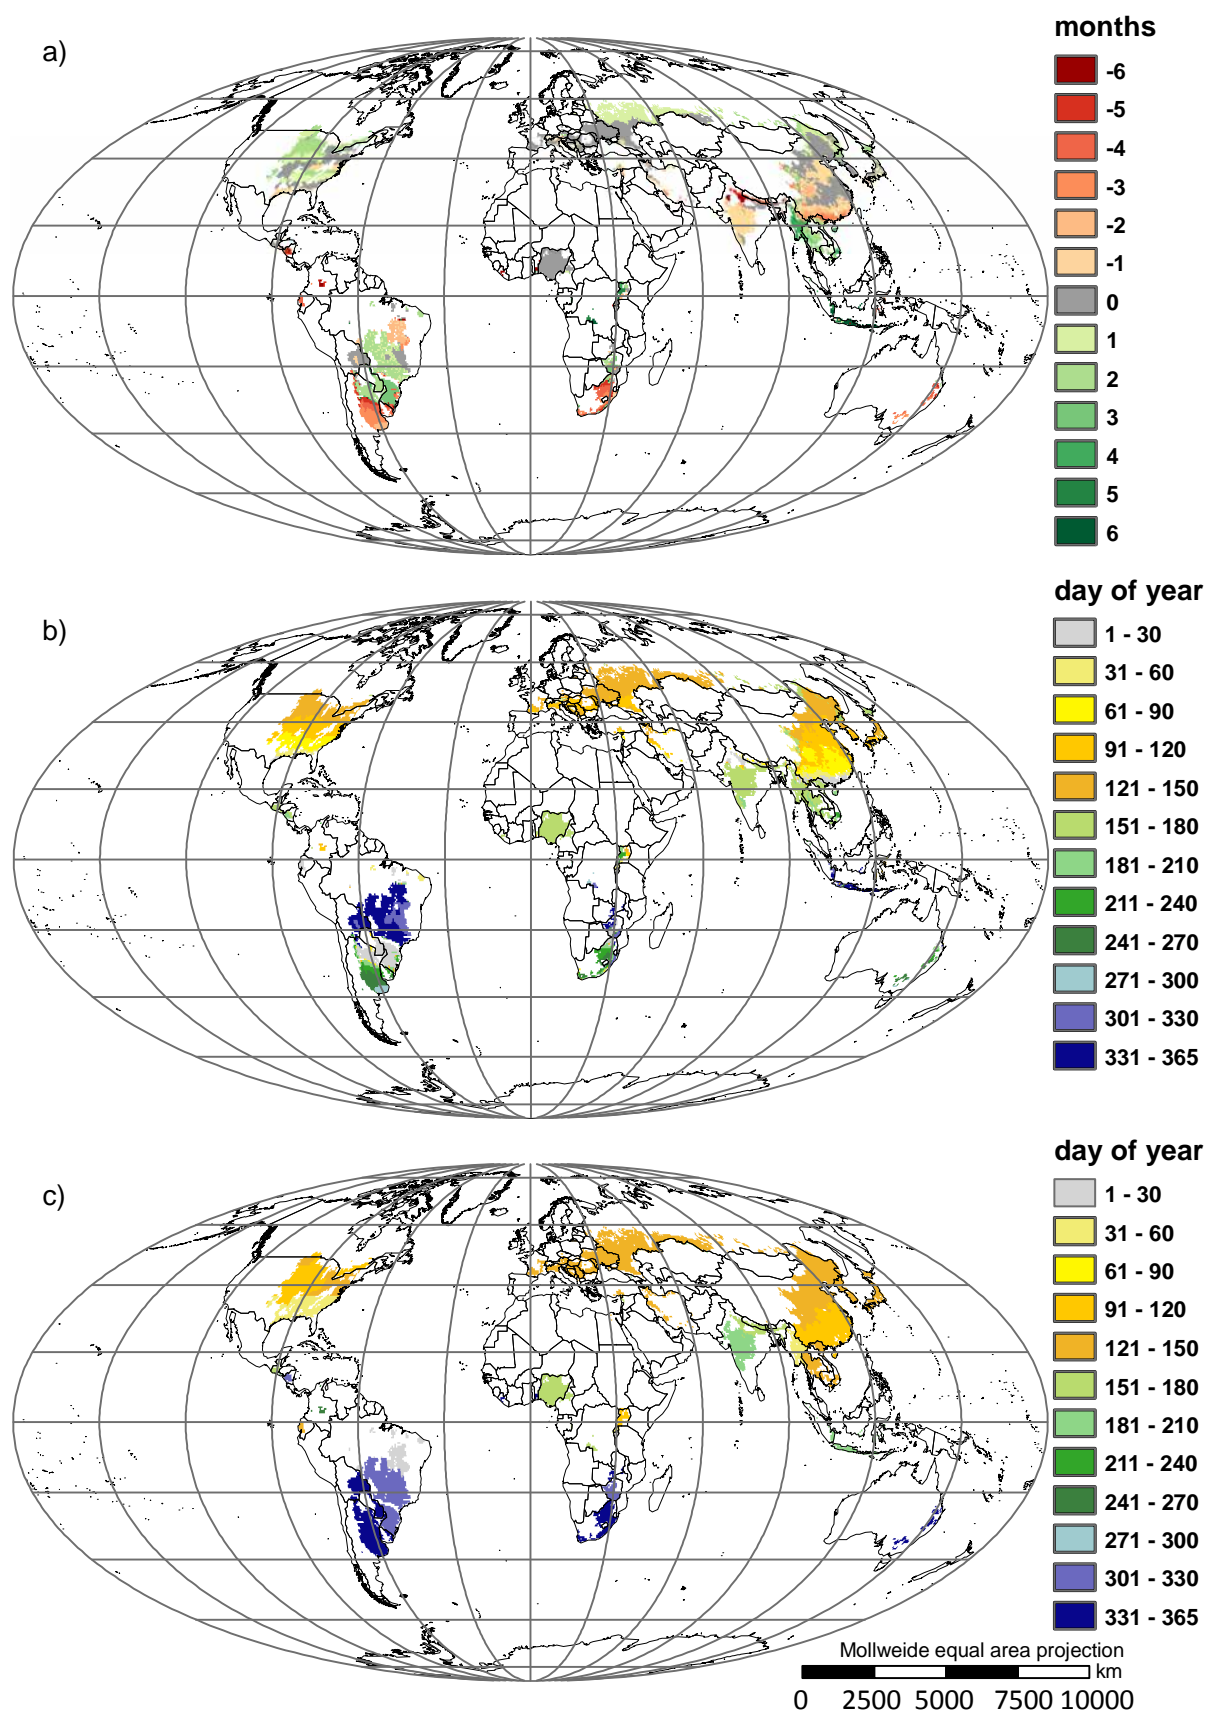 a)
months
-6
-5
-4
-3
-2
-1
0
1
2
3
4
5
6
b)
day of year
1 - 30
31 - 60
61 - 90
91 - 120
121 - 150
151 - 180
181 - 210
211 - 240
241 - 270
271 - 300
301 - 330
331 - 365
c)
day of year
1 - 30
31 - 60
61 - 90
91 - 120
121 - 150
151 - 180
181 - 210
211 - 240
241 - 270
271 - 300
301 - 330
331 - 365
Mollweide equal area projection
km
0 2500 5000 7500 10000